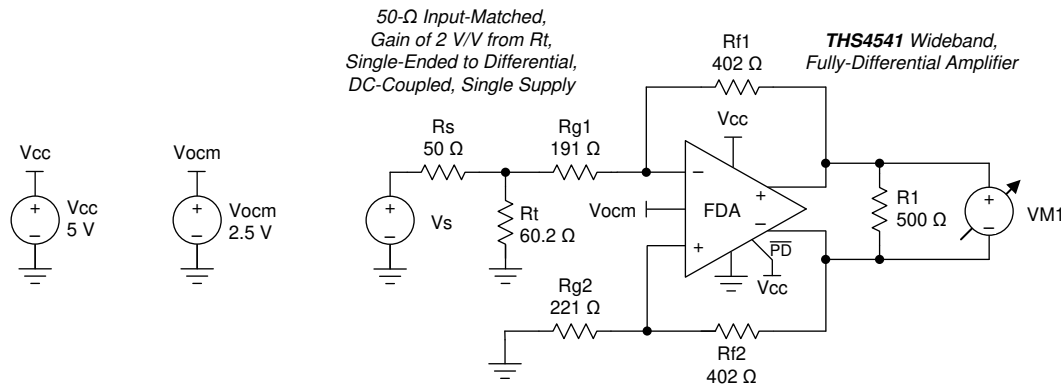 50-Ω Input-Matched,
Gain of 2 V/V from Rt,
Single-Ended to Differential,
DC-Coupled, Single Supply
Rf1
402 Ω
THS4541 Wideband,
Fully-Differential Amplifier
Vcc
Vcc
5 V
Vocm
Vocm
2.5 V
Rs
50 Ω
Rg1
191 Ω
Vcc
Vs
Rt
60.2 Ω
Vocm
FDA
PD
Vcc
R1
500 Ω
VM1
Rg2
221 Ω
Rf2
402 Ω